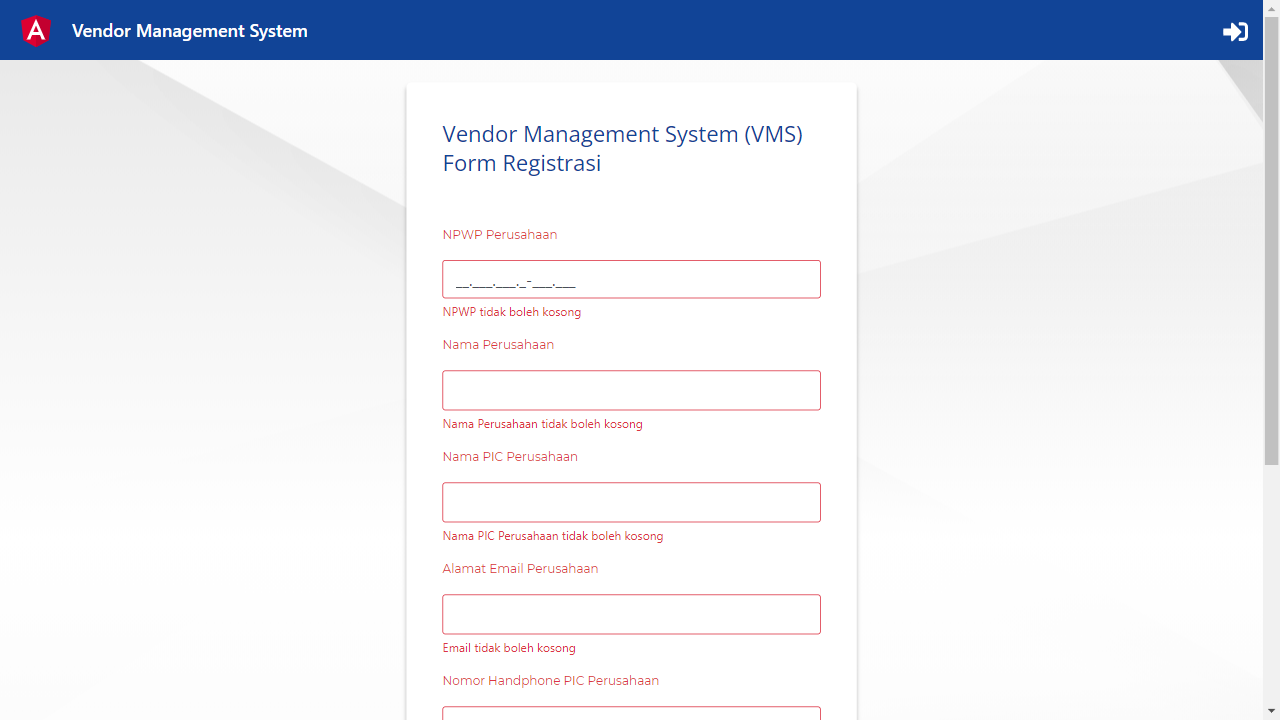 Vendor Management System
Vendor Management System (VMS)
Form Registrasi
NPWP Perusahaan
__.___.___._-___.___
NPWP tidak boleh kosong
Nama Perusahaan
Nama Perusahaan tidak boleh kosong
Nama PIC Perusahaan
Nama PIC Perusahaan tidak boleh kosong
Alamat Email Perusahaan
Email tidak boleh kosong
Nomor Handphone PIC Perusahaan